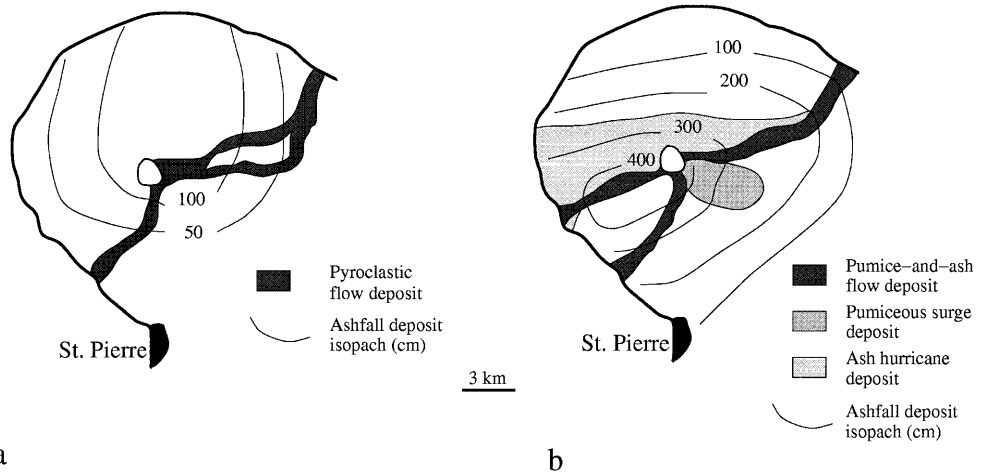 100
50
Pyroclastic
flow deposit
Ashfall deposit
isopach (cm)
St. Pierre
a
3 km
100
200
300
400
Pumice–and–ash
flow deposit
Pumiceous surge
deposit
Ash hurricane
deposit
Ashfall deposit
isopach (cm)
St. Pierre
b